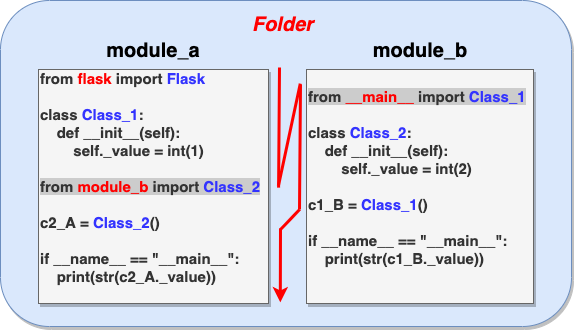 Folder
module_a
from flask import Flask
class Class_1:
def __init__(self):
self._value = int(1)
from module_b import Class_2
c2_A = Class_2()
if __name__ == "__main__":
print(str(c2_A._value))
module_b
from __main__ import Class_1
class Class_2:
def __init__(self):
self._value = int(2)
c1_B = Class_1()
if __name__ == "__main__":
print(str(c1_B._value))